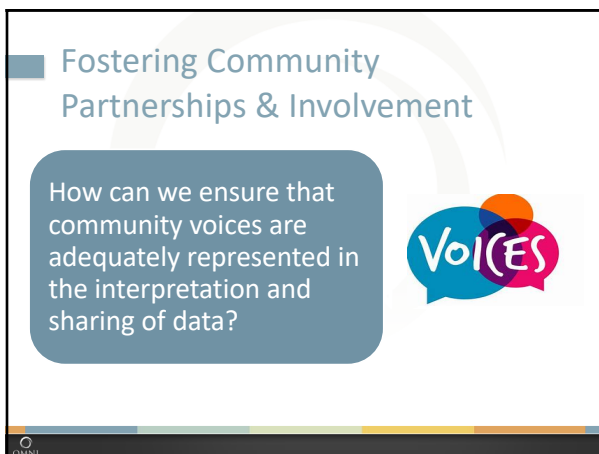 Fostering Community
Partnerships & Involvement
How can we ensure that
community voices are
adequately represented in
the interpretation and
sharing of data?
VOICES
OMNI